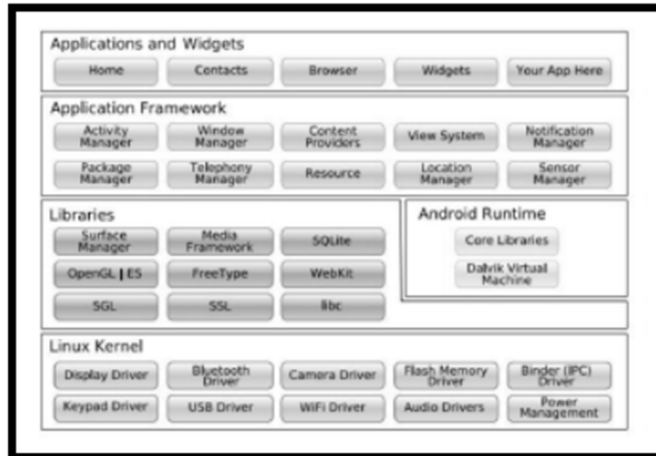 Applications and Widgets
Home Contacts Browser Widgets Your App Here
Application Framework
Activity Manager Window Manager Content Providers View System Notification Manager
Package Manager Telephony Manager Resource Location Manager Sensor Manager
Libraries
Surface Manager Media Framework SQLite
OpenGL | ES FreeType WebKit
SGL SSL libc
Android Runtime
Core Libraries
Dalvik Virtual Machine
Linux Kernel
Display Driver Bluetooth Driver Camera Driver Flash Memory Driver Binder (IPC) Driver
Keypad Driver USB Driver WiFi Driver Audio Drivers Power Management